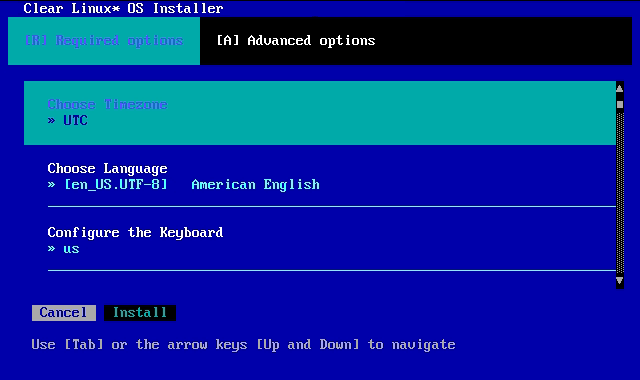 Clear Linux* OS Installer
[R] Required options [A] Advanced options
Choose Timezone
» UTC
Choose Language
» [en_US.UTF-8] American English
Configure the Keyboard
» us
Cancel Install
Use [Tab] or the arrow keys [Up and Down] to navigate